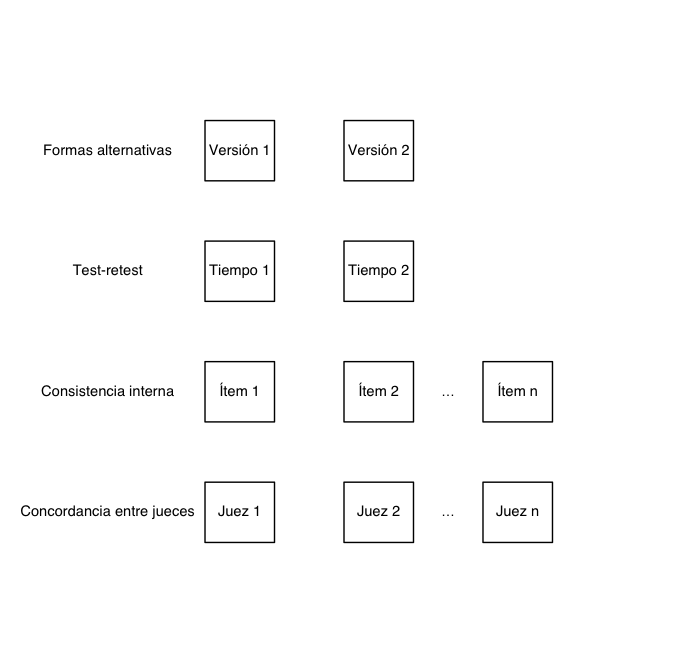 Formas alternativas Versión 1 Versión 2
Test-retest Tiempo 1 Tiempo 2
Consistencia interna Ítem 1 Ítem 2 ... Ítem n
Concordancia entre jueces Juez 1 Juez 2 ... Juez n